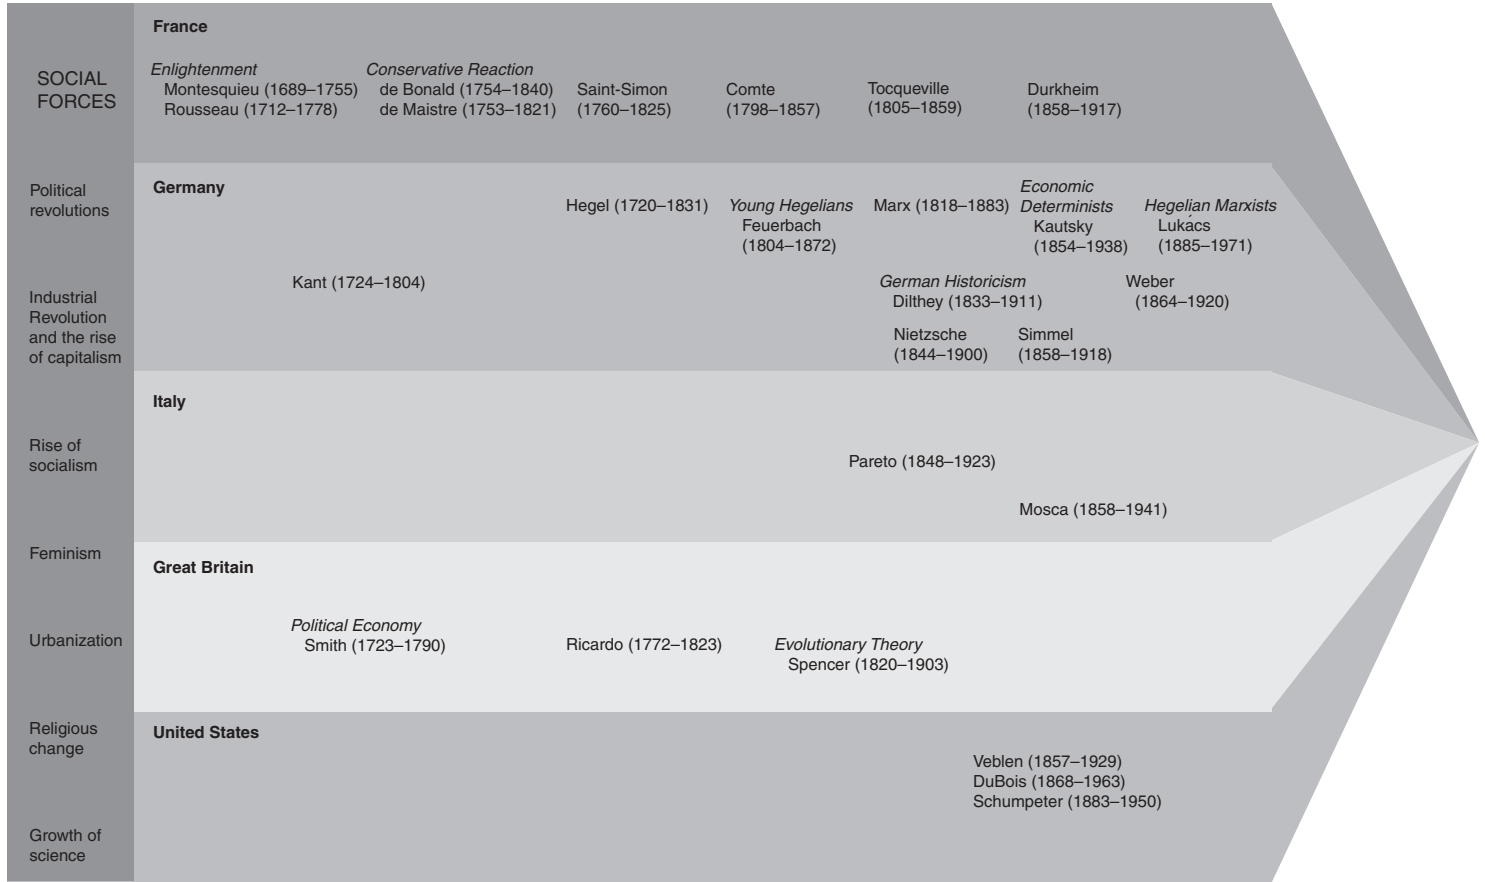 SOCIAL
FORCES
Political
revolutions
Industrial
Revolution
and the rise
of capitalism
Rise of
socialism
Feminism
Urbanization
Religious
change
Growth of
science
France
Enlightenment
Montesquieu (1689–1755)
Rousseau (1712–1778)
Conservative Reaction
de Bonald (1754–1840)
de Maistre (1753–1821)
Saint-Simon
(1760–1825)
Comte
(1798–1857)
Tocqueville
(1805–1859)
Durkheim
(1858–1917)
Germany
Kant (1724–1804)
Hegel (1720–1831)
Young Hegelians
Feuerbach
(1804–1872)
Marx (1818–1883)
Economic
Determinists
Kautsky
(1854–1938)
Hegelian Marxists
Lukács
(1885–1971)
German Historicism
Dilthey (1833–1911)
Nietzsche
(1844–1900)
Simmel
(1858–1918)
Weber
(1864–1920)
Italy
Pareto (1848–1923)
Mosca (1858–1941)
Great Britain
Political Economy
Smith (1723–1790)
Ricardo (1772–1823)
Evolutionary Theory
Spencer (1820–1903)
United States
Veblen (1857–1929)
DuBois (1868–1963)
Schumpeter (1883–1950)